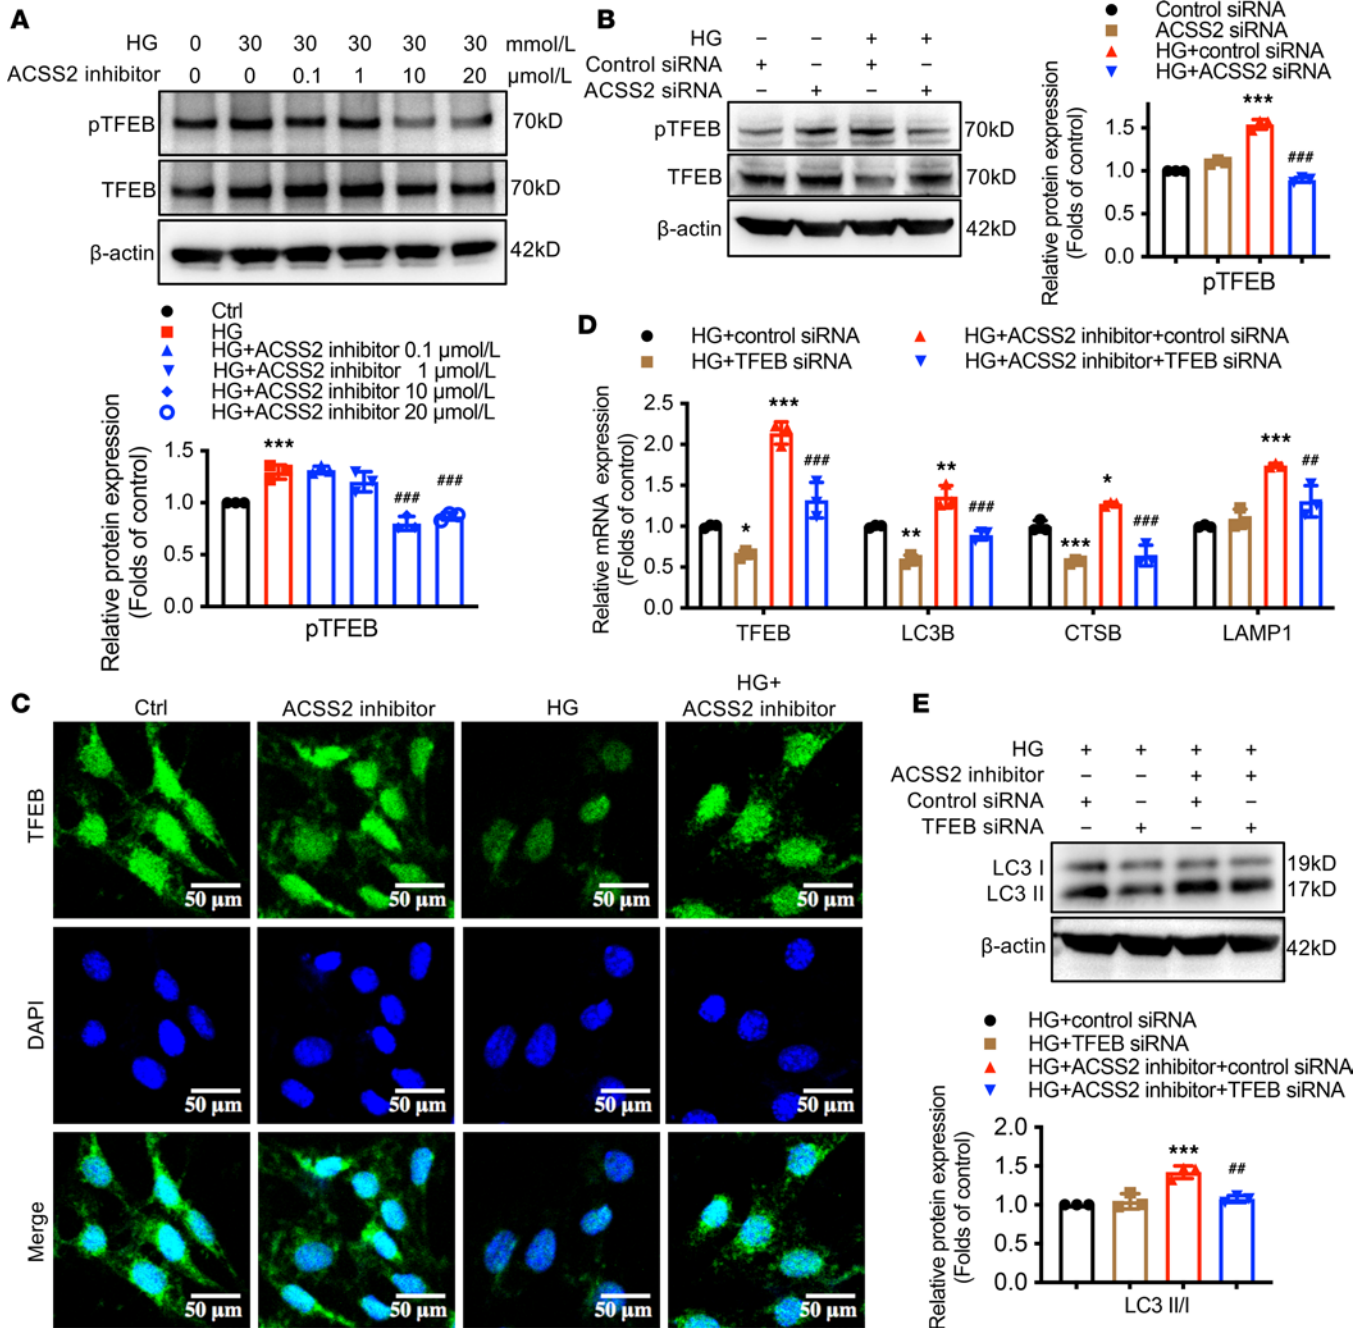 A
HG 0 30 30 30 30 30 mmol/L
ACSS2 inhibitor 0 0 0.1 1 10 20 μmol/L
pTFEB 70kD
TFEB 70kD
β-actin 42kD
Ctrl
HG
HG+ACSS2 inhibitor 0.1 μmol/L
HG+ACSS2 inhibitor 1 μmol/L
HG+ACSS2 inhibitor 10 μmol/L
HG+ACSS2 inhibitor 20 μmol/L
Relative protein expression
(Folds of control)
1.5
1.0
0.5
0.0
***
###
###
pTFEB
B
HG – – + +
Control siRNA + – + –
ACSS2 siRNA – + – +
pTFEB 70kD
TFEB 70kD
β-actin 42kD
Control siRNA
ACSS2 siRNA
HG+control siRNA
HG+ACSS2 siRNA
Relative protein expression
(Folds of control)
1.5
1.0
0.5
0.0
***
###
pTFEB
D
HG+control siRNA
HG+TFEB siRNA
HG+ACSS2 inhibitor+control siRNA
HG+ACSS2 inhibitor+TFEB siRNA
Relative mRNA expression
(Folds of control)
2.5
2.0
1.5
1.0
0.5
0.0
* *** ###
** ** ###
*** * ###
*** ##
TFEB LC3B CTSB LAMP1
C
Ctrl ACSS2 inhibitor HG HG+
ACSS2 inhibitor
TFEB
50 μm 50 μm 50 μm 50 μm
DAPI
50 μm 50 μm 50 μm 50 μm
Merge
50 μm 50 μm 50 μm 50 μm
E
HG + + + +
ACSS2 inhibitor – – + +
Control siRNA + – + –
TFEB siRNA – + – +
LC3 I 19kD
LC3 II 17kD
β-actin 42kD
HG+control siRNA
HG+TFEB siRNA
HG+ACSS2 inhibitor+control siRNA
HG+ACSS2 inhibitor+TFEB siRNA
Relative protein expression
(Folds of control)
2.0
1.5
1.0
0.5
0.0
***
##
LC3 II/I